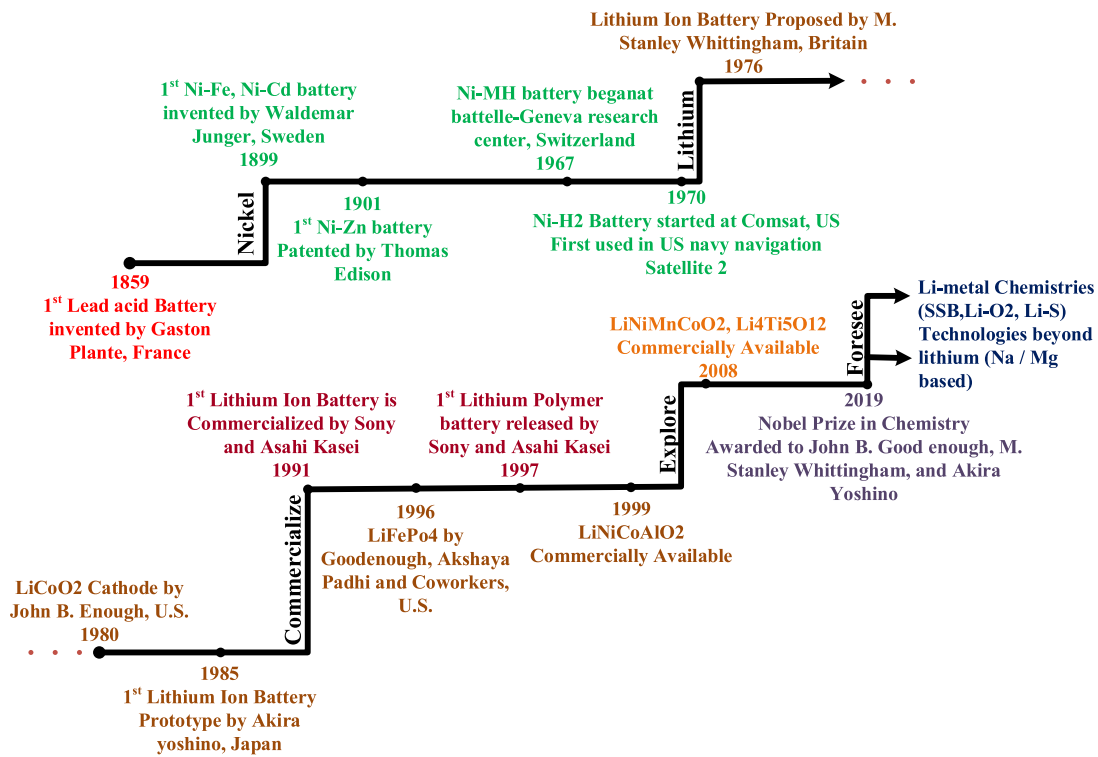 Lithium Ion Battery Proposed by M.
Stanley Whittingham, Britain
1976
1st Ni-Fe, Ni-Cd battery
invented by Waldemar
Junger, Sweden
1899
Ni-MH battery beganat
battelle-Geneva research
center, Switzerland
1967
Lithium
Nickel
1901
1st Ni-Zn battery
Patented by Thomas
Edison
1970
Ni-H2 Battery started at Comsat, US
First used in US navy navigation
Satellite 2
1859
1st Lead acid Battery
invented by Gaston
Plante, France
Li-metal Chemistries
(SSB,Li-O2, Li-S)
Technologies beyond
lithium (Na / Mg
based)
Foresee
LiNiMnCoO2, Li4Ti5O12
Commercially Available
2008
2019
Nobel Prize in Chemistry
Awarded to John B. Good enough, M.
Stanley Whittingham, and Akira
Yoshino
1st Lithium Ion Battery is
Commercialized by Sony
and Asahi Kasei
1991
1st Lithium Polymer
battery released by
Sony and Asahi Kasei
1997
Explore
Commercialize
1996
LiFePo4 by
Goodenough, Akshaya
Padhi and Coworkers,
U.S.
1999
LiNiCoAlO2
Commercially Available
LiCoO2 Cathode by
John B. Enough, U.S.
1980
1985
1st Lithium Ion Battery
Prototype by Akira
yoshino, Japan